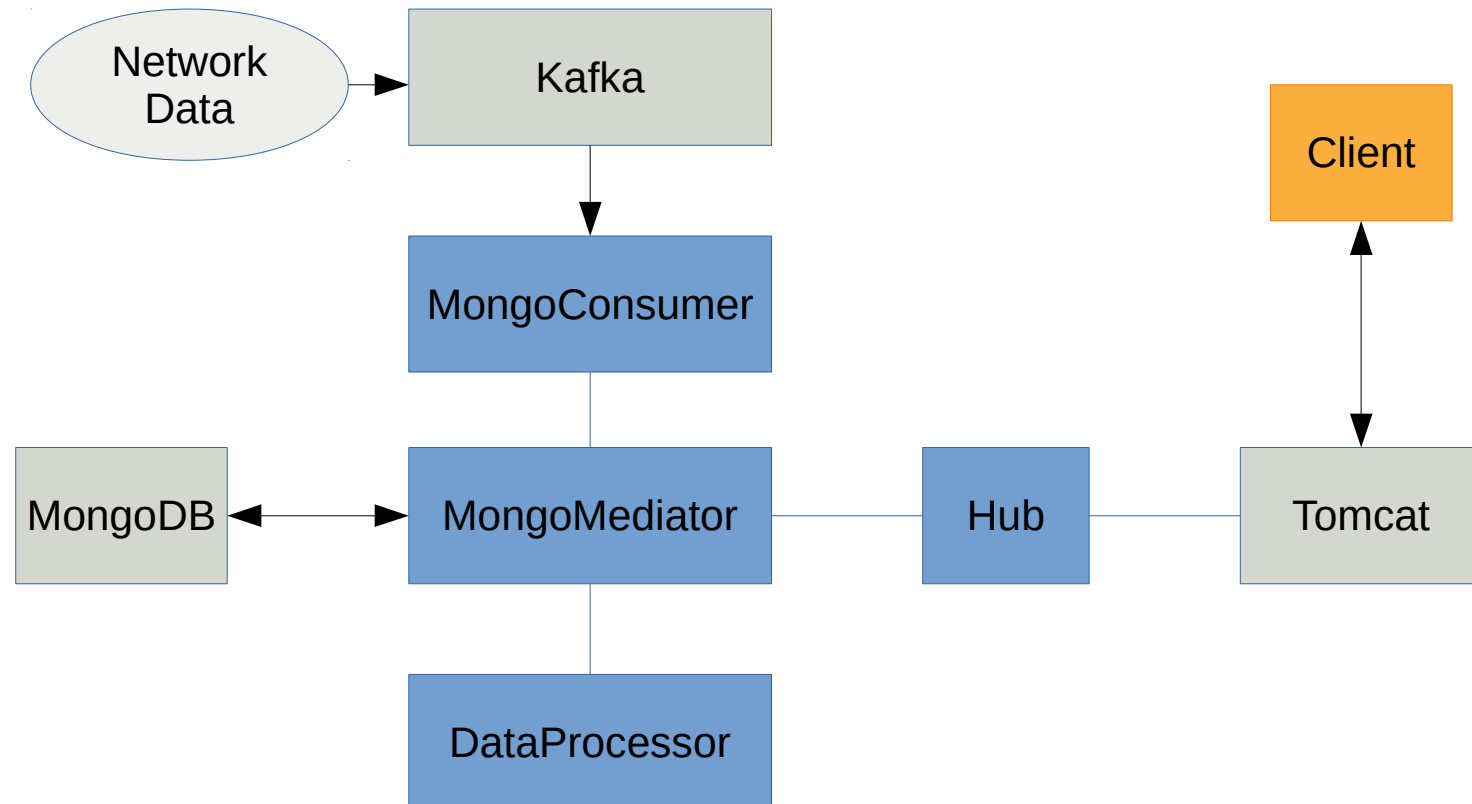 Network
Data
Kafka
Client
MongoConsumer
MongoDB
MongoMediator
Hub
Tomcat
DataProcessor